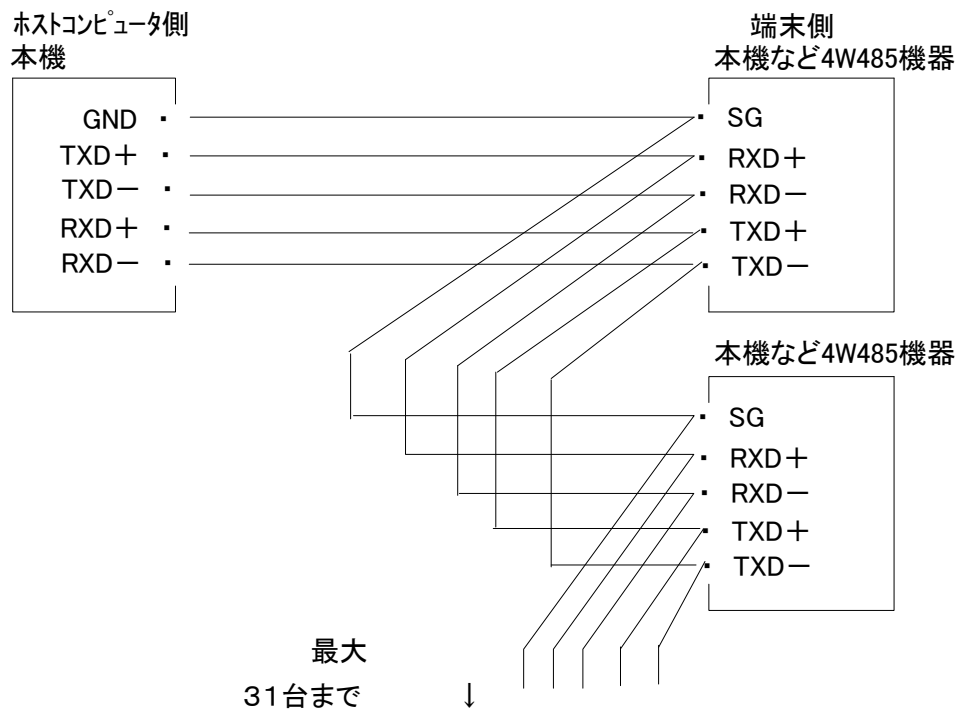 ホストコンピュータ側
本機
GND
TXD＋
TXD－
RXD＋
RXD－
端末側
本機など4W485機器
SG
RXD＋
RXD－
TXD＋
TXD－
本機など4W485機器
SG
RXD＋
RXD－
TXD＋
TXD－
最大
３１台まで ↓